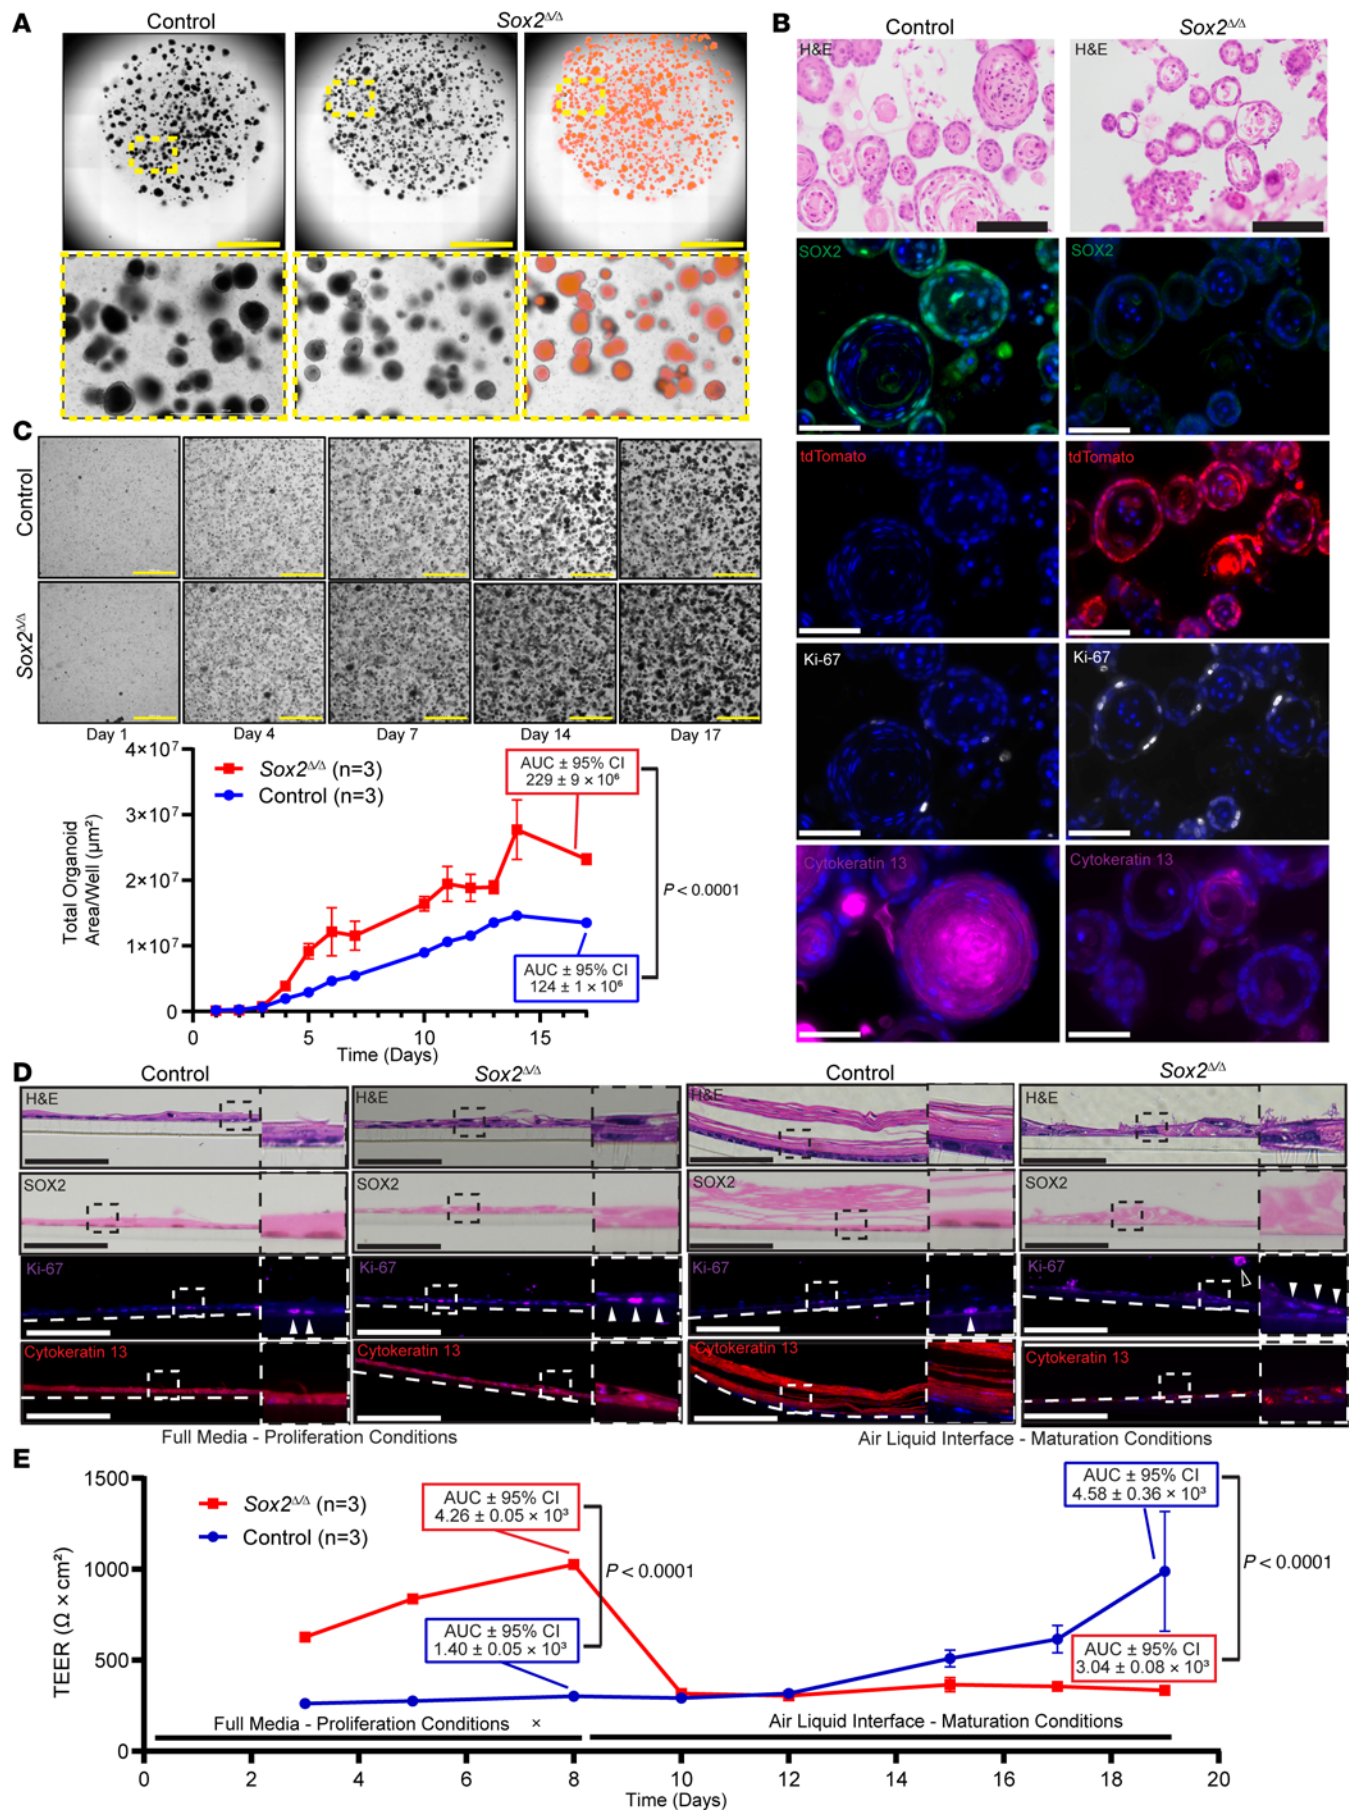 A
Control
Sox2Δ/Δ
B
Control
Sox2Δ/Δ
H&E
H&E
SOX2
SOX2
tdTomato
tdTomato
Ki-67
Ki-67
Cytokeratin 13
Cytokeratin 13
C
Control
Sox2Δ/Δ
Day 1
Day 4
Day 7
Day 14
Day 17
Total Organoid
Area/Well (µm²)
4×10⁷
3×10⁷
2×10⁷
1×10⁷
0
Sox2Δ/Δ (n=3)
Control (n=3)
AUC ± 95% CI
229 ± 9 × 10⁶
P < 0.0001
AUC ± 95% CI
124 ± 1 × 10⁶
0
5
10
15
Time (Days)
D
Control
Sox2Δ/Δ
Control
Sox2Δ/Δ
H&E
H&E
H&E
H&E
SOX2
SOX2
SOX2
SOX2
Ki-67
Ki-67
Ki-67
Ki-67
Cytokeratin 13
Cytokeratin 13
Cytokeratin 13
Cytokeratin 13
Full Media - Proliferation Conditions
Air Liquid Interface - Maturation Conditions
E
TEER (Ω × cm²)
1500
1000
500
0
Sox2Δ/Δ (n=3)
Control (n=3)
AUC ± 95% CI
4.26 ± 0.05 × 10³
P < 0.0001
AUC ± 95% CI
1.40 ± 0.05 × 10³
AUC ± 95% CI
4.58 ± 0.36 × 10³
P < 0.0001
AUC ± 95% CI
3.04 ± 0.08 × 10³
Full Media - Proliferation Conditions ×
Air Liquid Interface - Maturation Conditions
0
2
4
6
8
10
12
14
16
18
20
Time (Days)